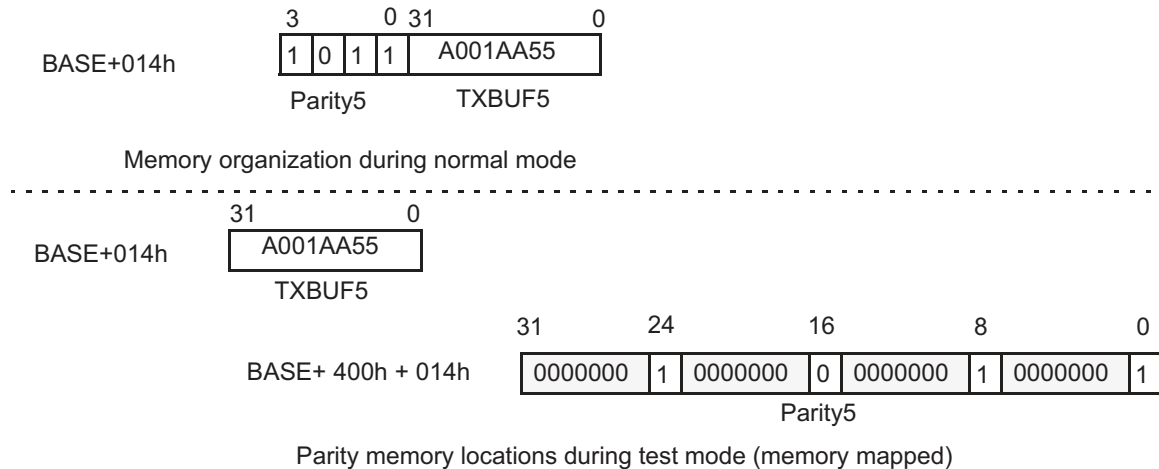 3 0 31 0
BASE+014h 1 0 1 1 A001AA55
Parity5 TXBUF5
Memory organization during normal mode
31 0
BASE+014h A001AA55
TXBUF5
31 24 16 8 0
BASE+ 400h + 014h 0000000 1 0000000 0 0000000 1 0000000 1
Parity5
Parity memory locations during test mode (memory mapped)